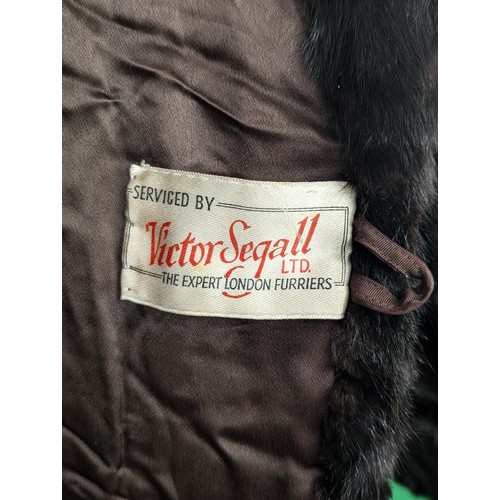 SERVICED BY
Victor Segall
LTD.
THE EXPERT LONDON FURRIERS